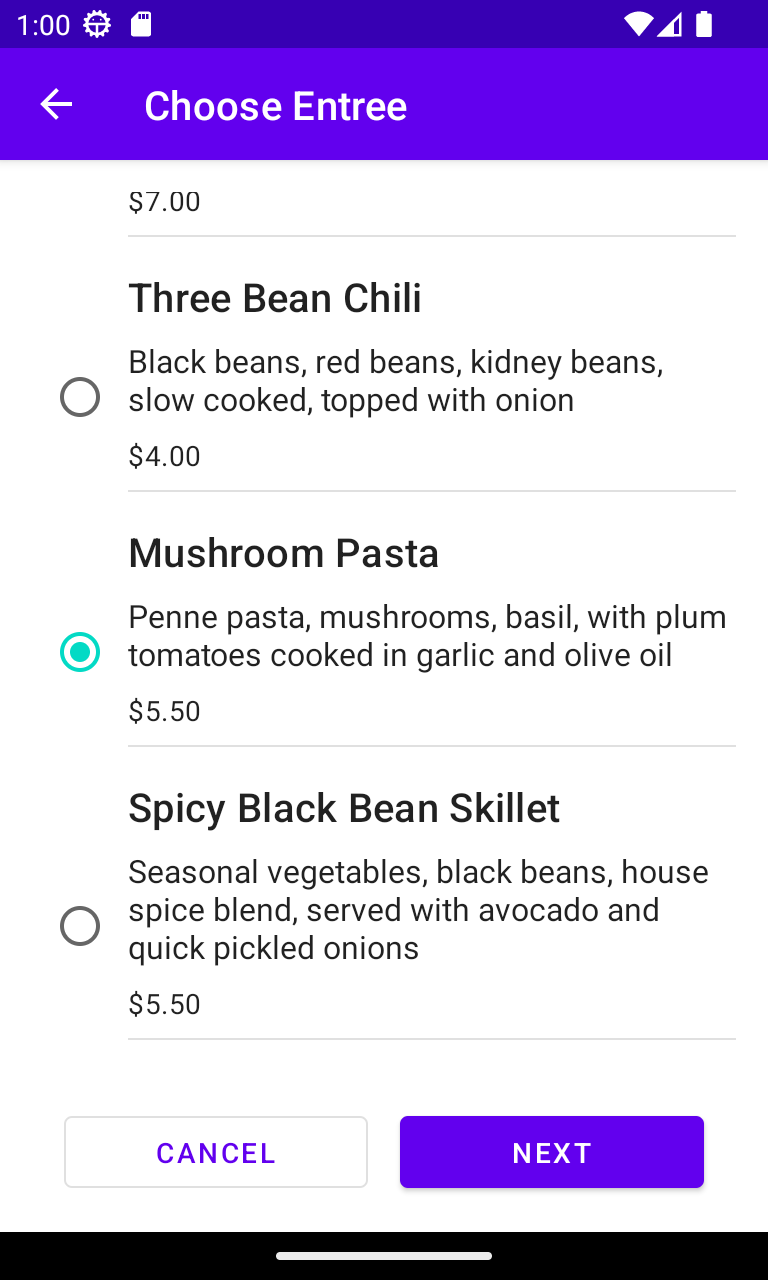 1:00
Choose Entree
$7.00
Three Bean Chili
Black beans, red beans, kidney beans,
slow cooked, topped with onion
$4.00
Mushroom Pasta
Penne pasta, mushrooms, basil, with plum
tomatoes cooked in garlic and olive oil
$5.50
Spicy Black Bean Skillet
Seasonal vegetables, black beans, house
spice blend, served with avocado and
quick pickled onions
$5.50
CANCEL NEXT